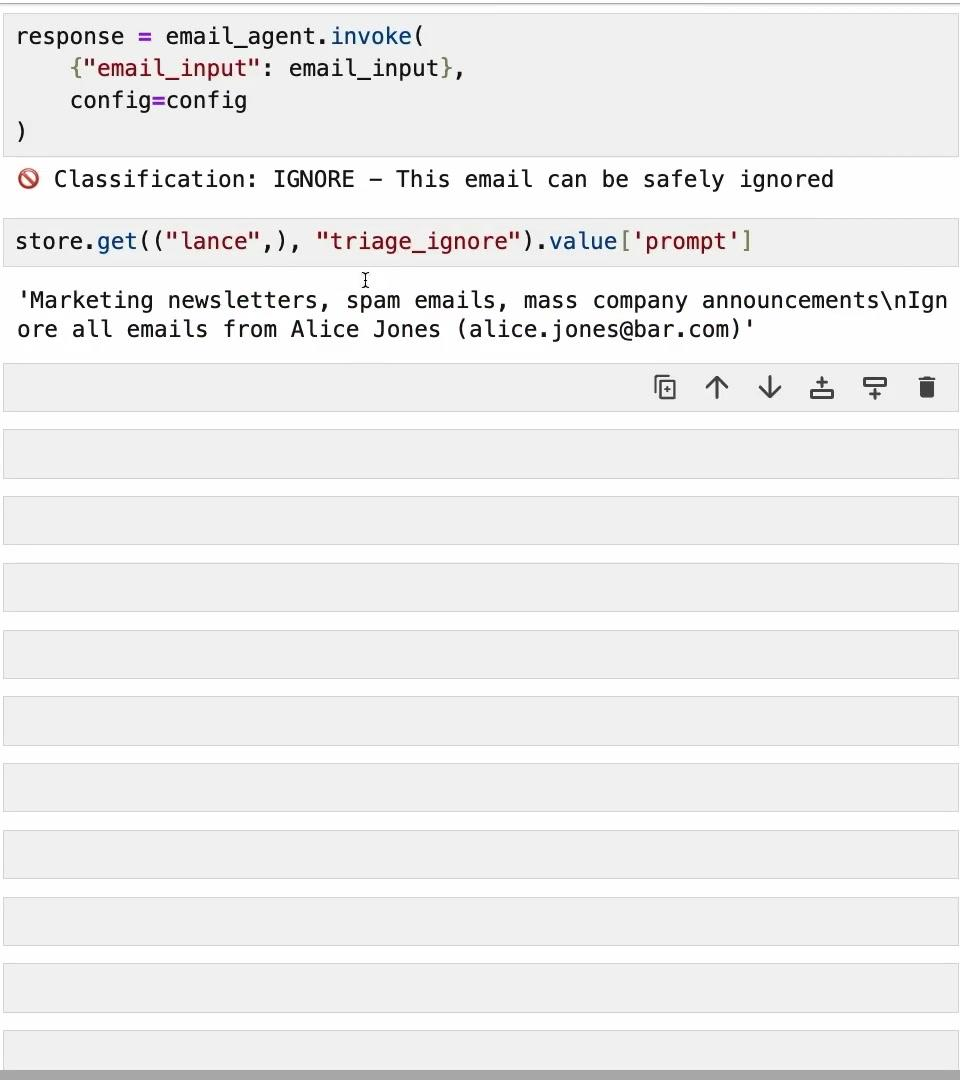 response = email_agent.invoke(
    {"email_input": email_input},
    config=config
)
🚫 Classification: IGNORE – This email can be safely ignored
store.get(("lance",), "triage_ignore").value['prompt']
'Marketing newsletters, spam emails, mass company announcements\nIgn
ore all emails from Alice Jones (alice.jones@bar.com)'